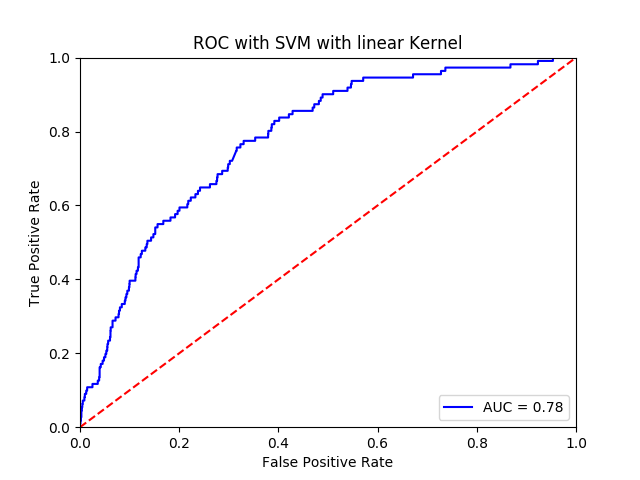 ROC with SVM with linear Kernel
1.0
0.8
0.6
0.4
0.2
0.0
True Positive Rate
AUC = 0.78
0.0 0.2 0.4 0.6 0.8 1.0
False Positive Rate